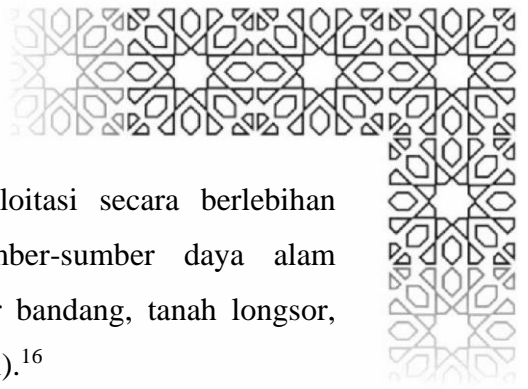 loitasi secara berlebihan
mber-sumber daya alam
bandang, tanah longsor,
).¹⁶